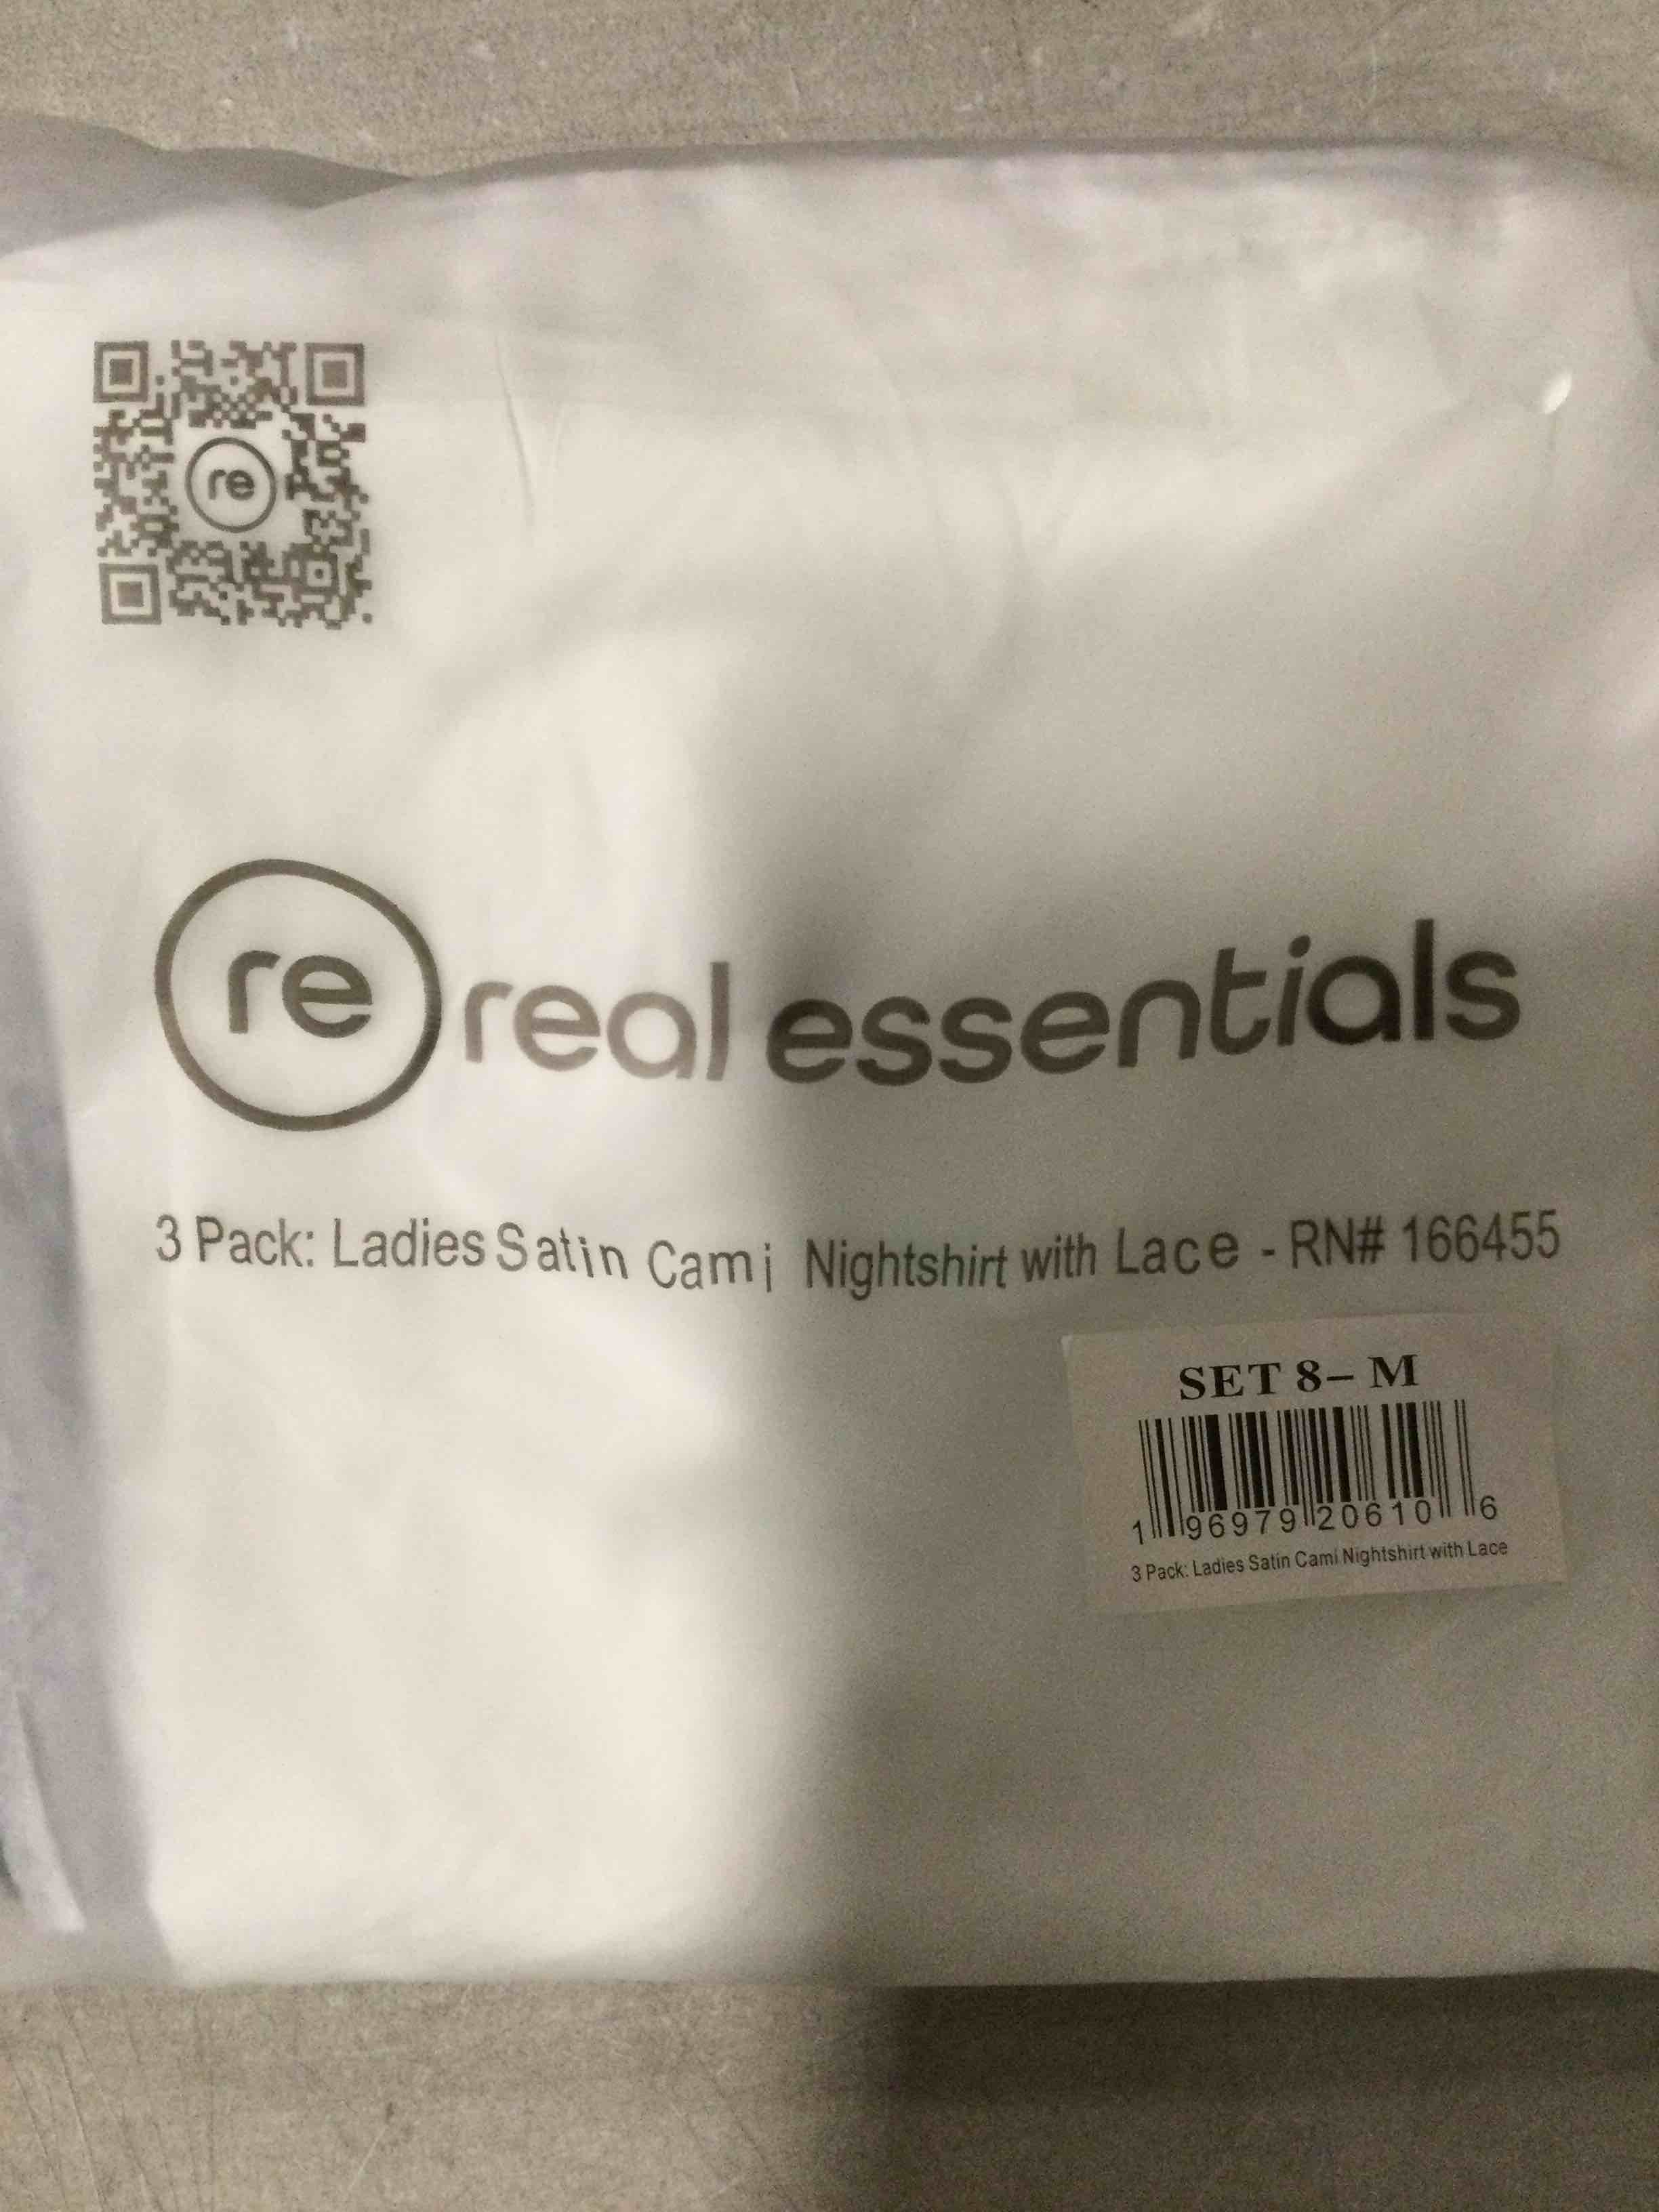 re
re real essentials
3 Pack: Ladies Satin Cami Nightshirt with Lace - RN# 166455
SET 8– M
1 96979 20610 6
3 Pack: Ladies Satin Cami Nightshirt with Lace